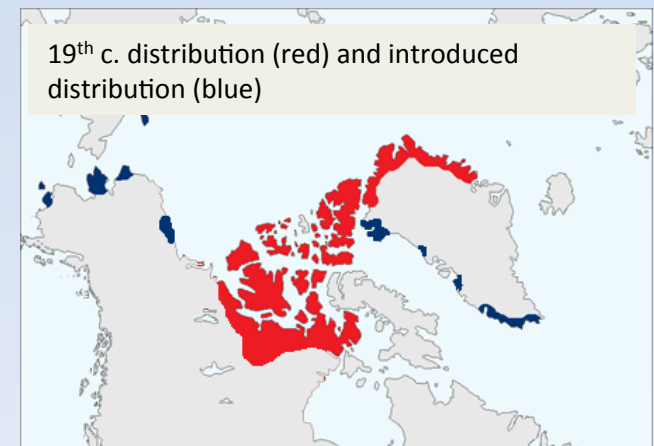 19th c. distribution (red) and introduced
distribution (blue)